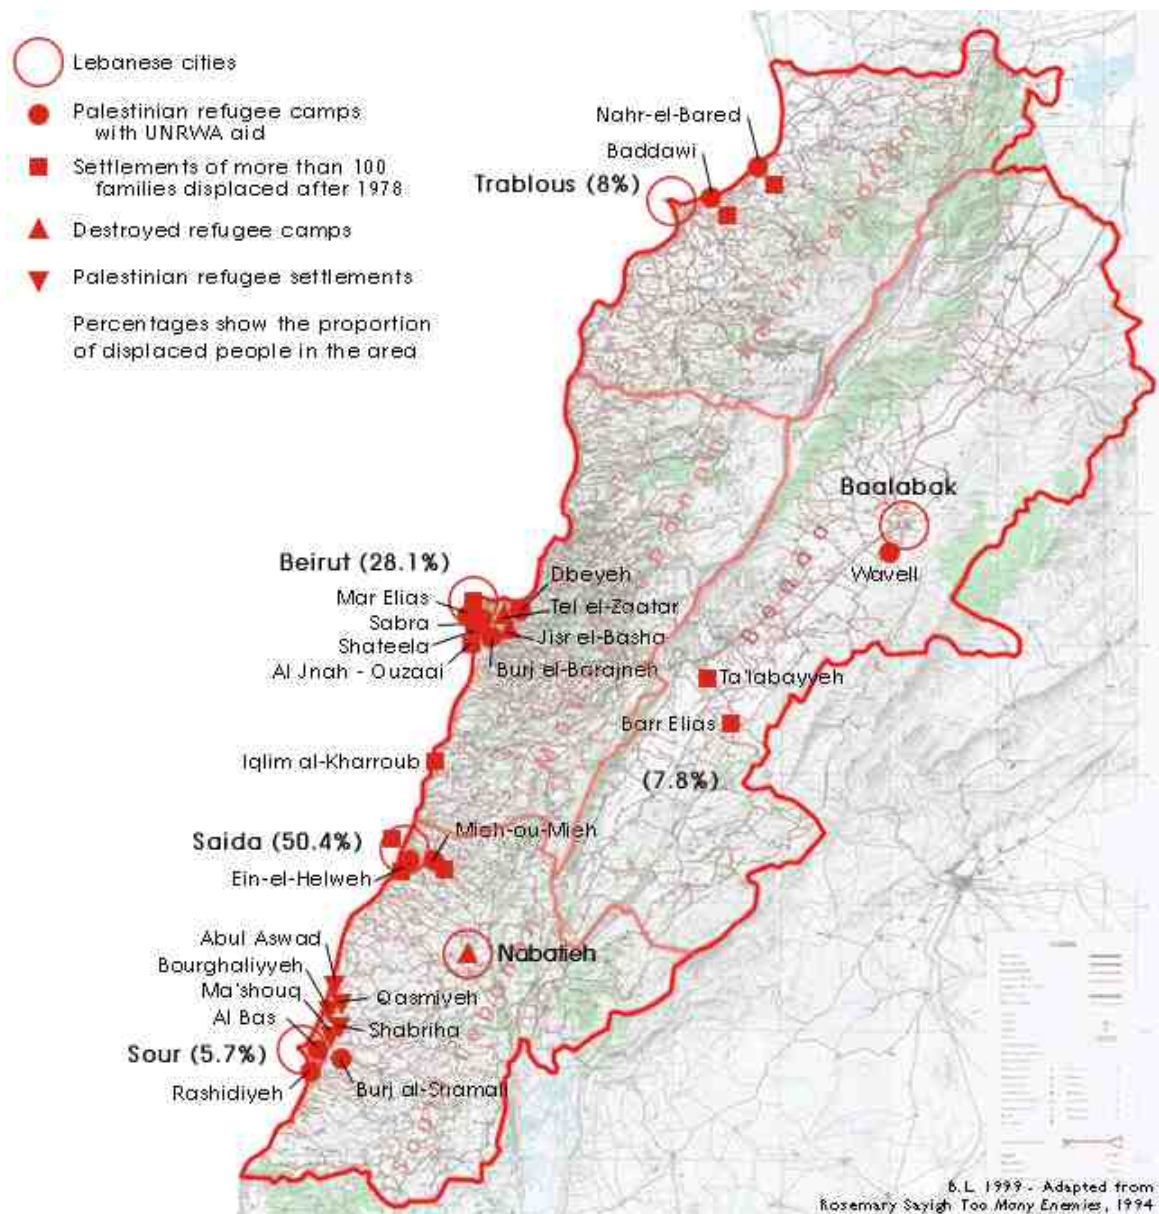 Lebanese cities
Palestinian refugee camps
with UNRWA aid
Settlements of more than 100
families displaced after 1978
Destroyed refugee camps
Palestinian refugee settlements
Percentages show the proportion
of displaced people in the area
Nahr-el-Bared
Baddawi
Trablous (8%)
Baalabak
Wavell
Beirut (28.1%)
Dbeyeh
Mar Elias
Tel el-Zaatar
Sabra
Jisr el-Basha
Shateela
Al Jnah - Ouzaai
Burj el-Barajneh
Ta'labayyeh
Barr Elias
Iqlim al-Kharroub
(7.8%)
Mieh-ou-Mieh
Saida (50.4%)
Ein-el-Helweh
Abul Aswad
Nabatieh
Bourghaliyyeh
Ma'shouq
Qasmiyeh
Al Bas
Shabriha
Sour (5.7%)
Rashidiyeh
Burj al-Shamali
B.L. 1999 - Adapted from
Rosemary Sayigh Too Many Enemies, 1994